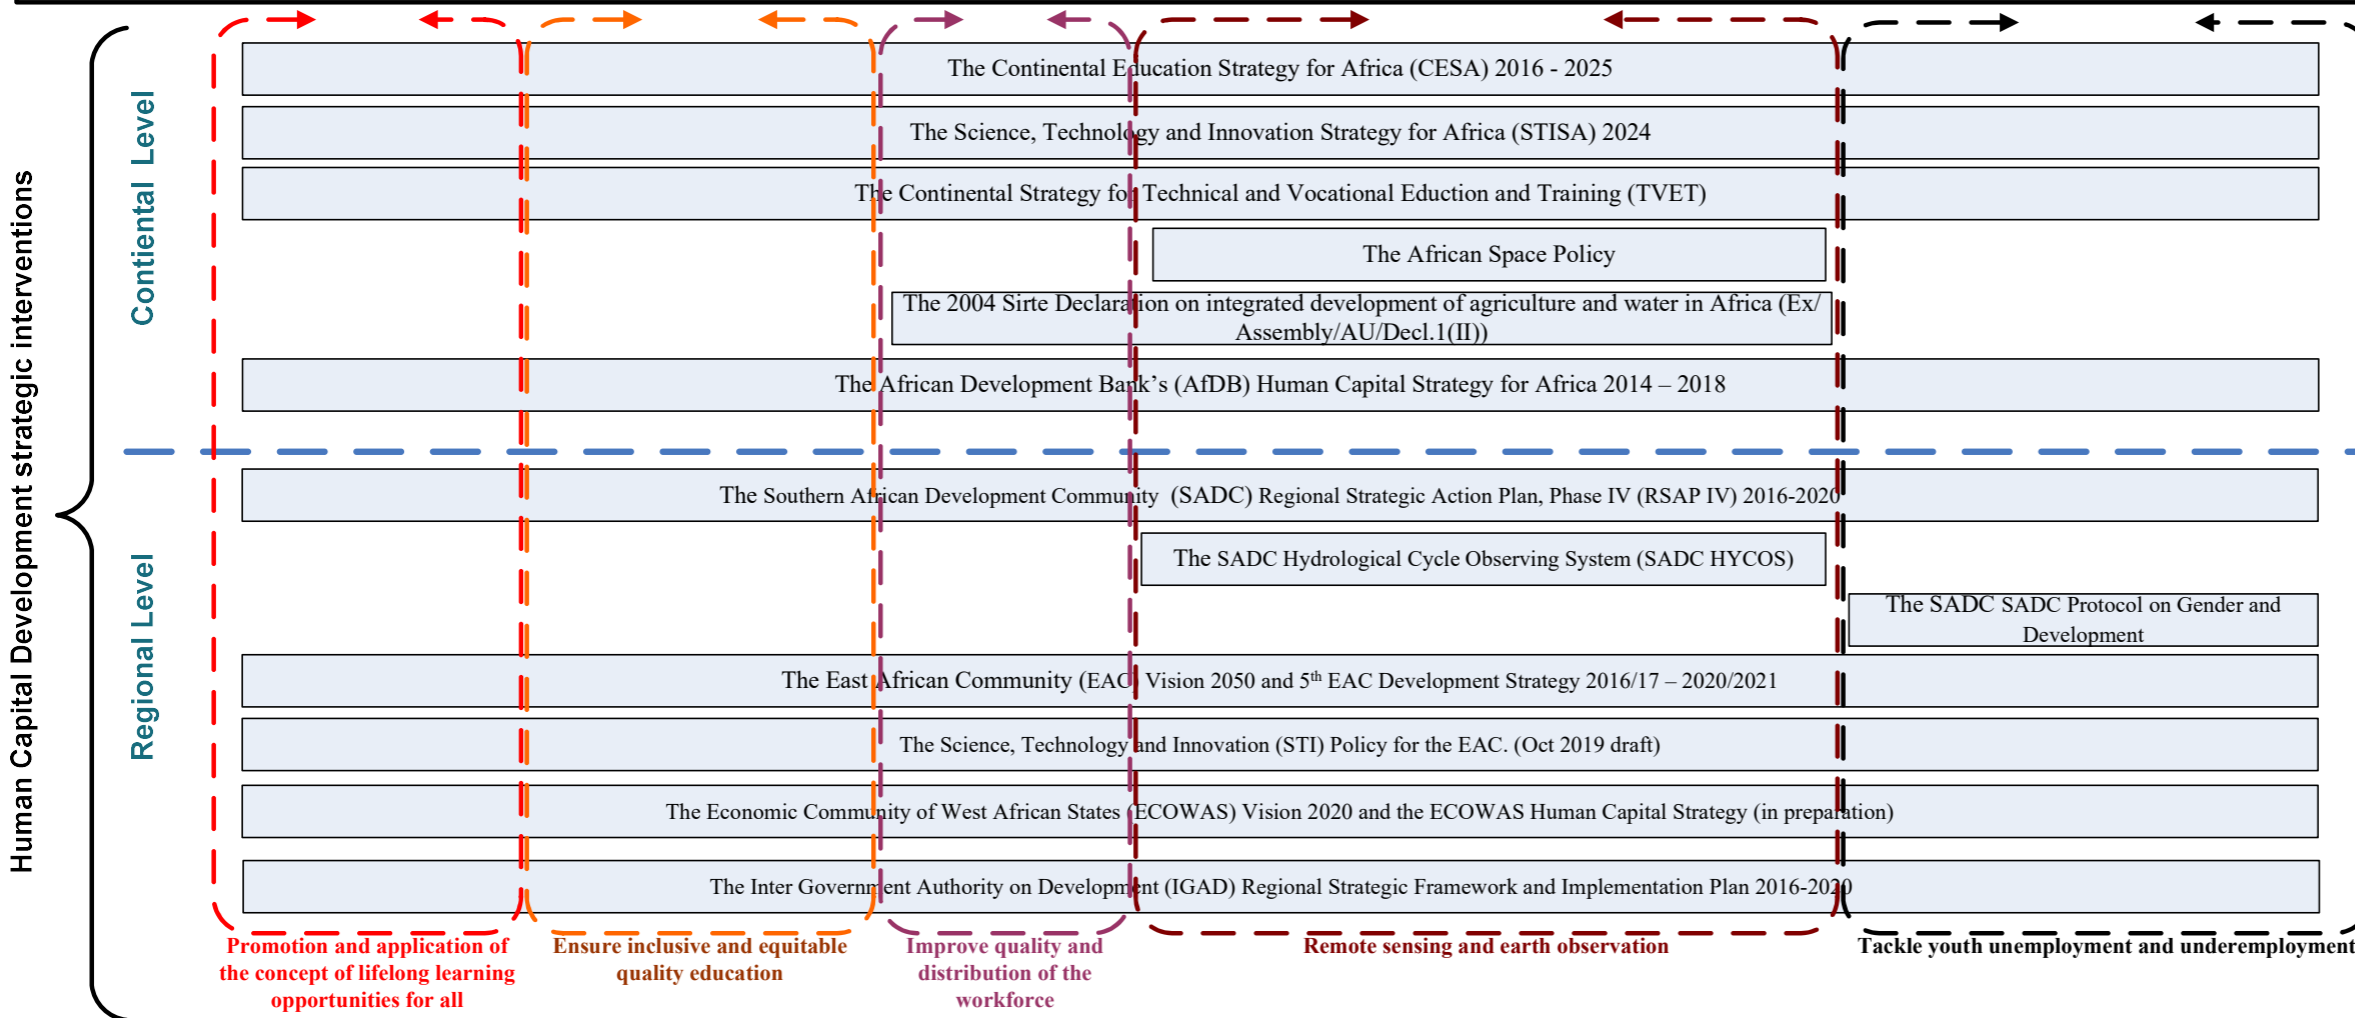 Human Capital Development strategic interventions
Contiental Level
The Continental Education Strategy for Africa (CESA) 2016 - 2025
The Science, Technology and Innovation Strategy for Africa (STISA) 2024
The Continental Strategy for Technical and Vocational Eduction and Training (TVET)
The African Space Policy
The 2004 Sirte Declaration on integrated development of agriculture and water in Africa (Ex/
Assembly/AU/Decl.1(II))
The African Development Bank’s (AfDB) Human Capital Strategy for Africa 2014 – 2018
Regional Level
The Southern African Development Community (SADC) Regional Strategic Action Plan, Phase IV (RSAP IV) 2016-2020
The SADC Hydrological Cycle Observing System (SADC HYCOS)
The SADC SADC Protocol on Gender and
Development
The East African Community (EAC) Vision 2050 and 5th EAC Development Strategy 2016/17 – 2020/2021
The Science, Technology and Innovation (STI) Policy for the EAC. (Oct 2019 draft)
The Economic Community of West African States (ECOWAS) Vision 2020 and the ECOWAS Human Capital Strategy (in preparation)
The Inter Government Authority on Development (IGAD) Regional Strategic Framework and Implementation Plan 2016-2020
Promotion and application of
the concept of lifelong learning
opportunities for all
Ensure inclusive and equitable
quality education
Improve quality and
distribution of the
workforce
Remote sensing and earth observation
Tackle youth unemployment and underemployment